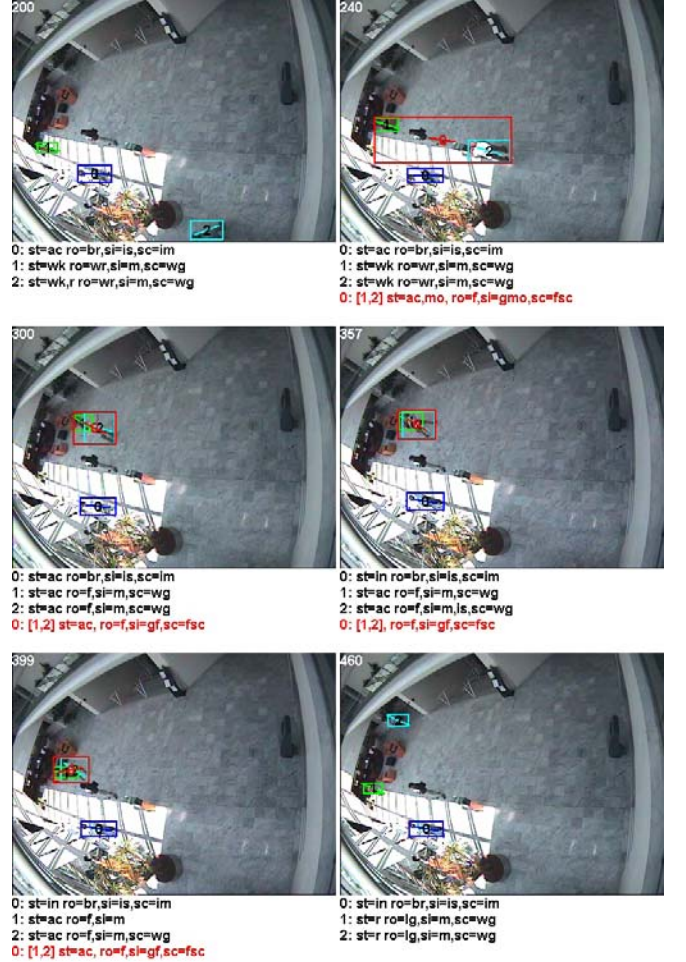 200
240
0
2
0
2
0: st=ac ro=br,si=is,sc=im
1: st=wk ro=wr,si=m,sc=wg
2: st=wk,r ro=wr,si=m,sc=wg
0: st=ac ro=br,si=is,sc=im
1: st=wk ro=wr,si=m,sc=wg
2: st=wk ro=wr,si=m,sc=wg
0: [1,2] st=ac,mo, ro=f,si=gmo,sc=fsc
300
357
0
0
0: st=ac ro=br,si=is,sc=im
1: st=ac ro=f,si=m,sc=wg
2: st=ac ro=f,si=m,sc=wg
0: [1,2] st=ac, ro=f,si=gf,sc=fsc
0: st=in ro=br,si=is,sc=im
1: st=ac ro=f,si=m,sc=wg
2: st=ac ro=f,si=m,is,sc=wg
0: [1,2], ro=f,si=gf,sc=fsc
399
460
0
0
0: st=in ro=br,si=is,sc=im
1: st=ac ro=f,si=m
2: st=ac ro=f,si=m,sc=wg
0: [1,2] st=ac, ro=f,si=gf,sc=fsc
0: st=in ro=br,si=is,sc=im
1: st=r ro=lg,si=m,sc=wg
2: st=r ro=lg,si=m,sc=wg